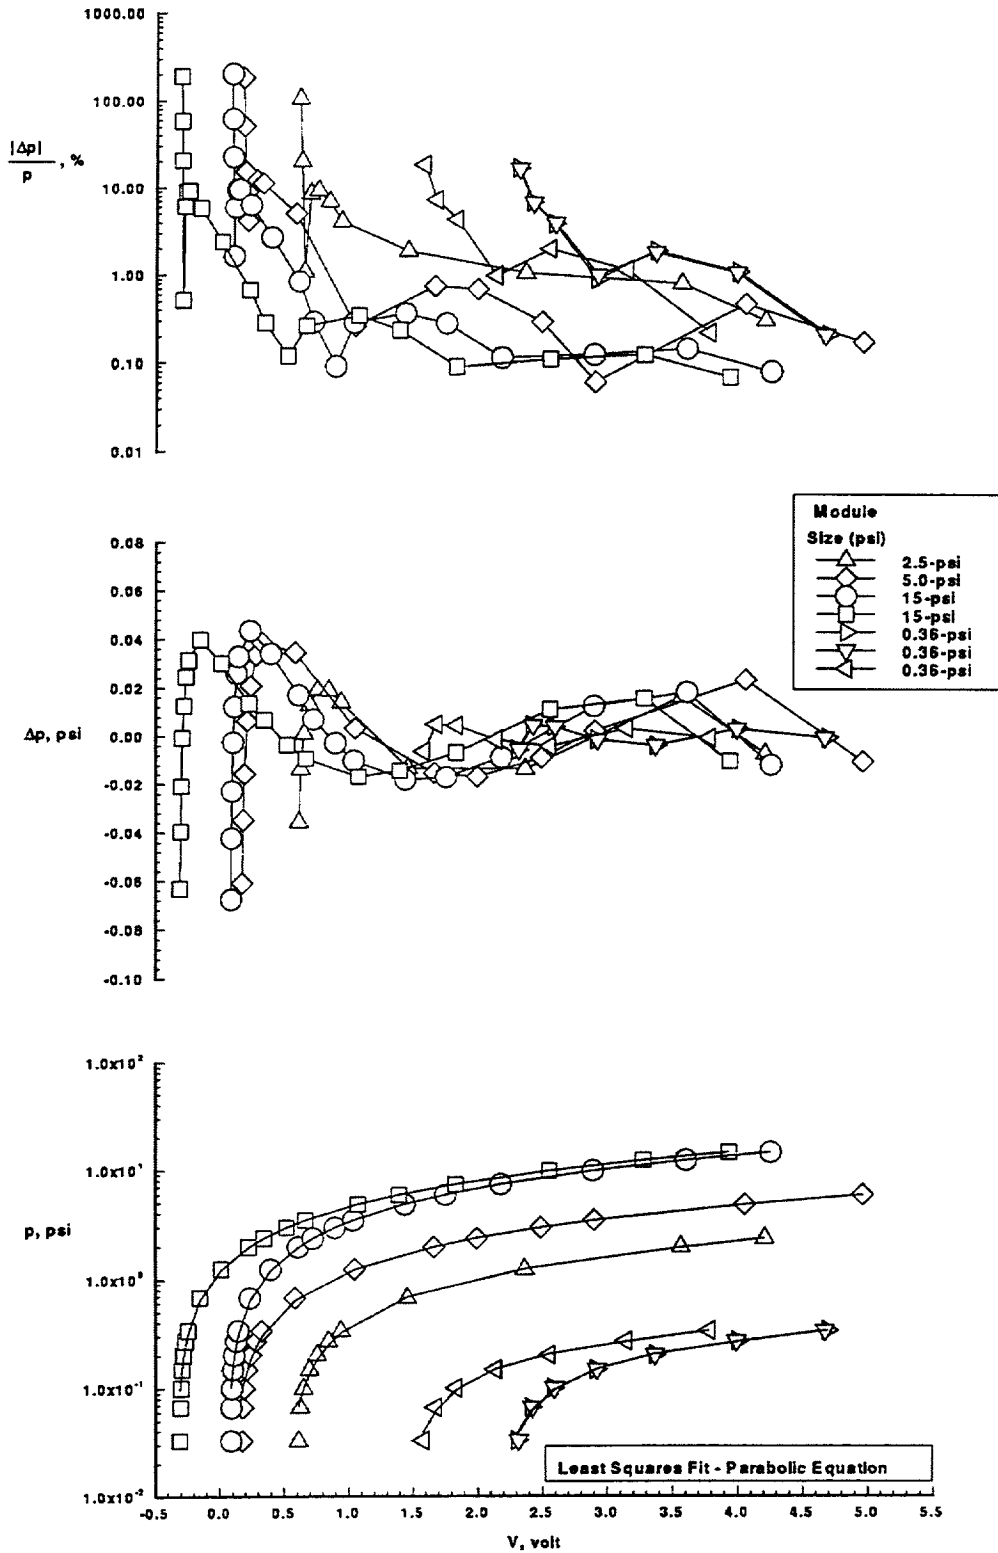 1000.00
100.00
|Δp|
p , %
10.00
1.00
0.10
0.01
Module
Size (psi)
2.5-psi
5.0-psi
15-psi
15-psi
0.36-psi
0.36-psi
0.36-psi
0.08
0.06
0.04
0.02
Δp, psi
0.00
-0.02
-0.04
-0.06
-0.08
-0.10
1.0x10²
1.0x10¹
p, psi
1.0x10⁰
1.0x10⁻¹
1.0x10⁻²
Least Squares Fit - Parabolic Equation
-0.5 0.0 0.5 1.0 1.5 2.0 2.5 3.0 3.5 4.0 4.5 5.0 5.5
V, volt